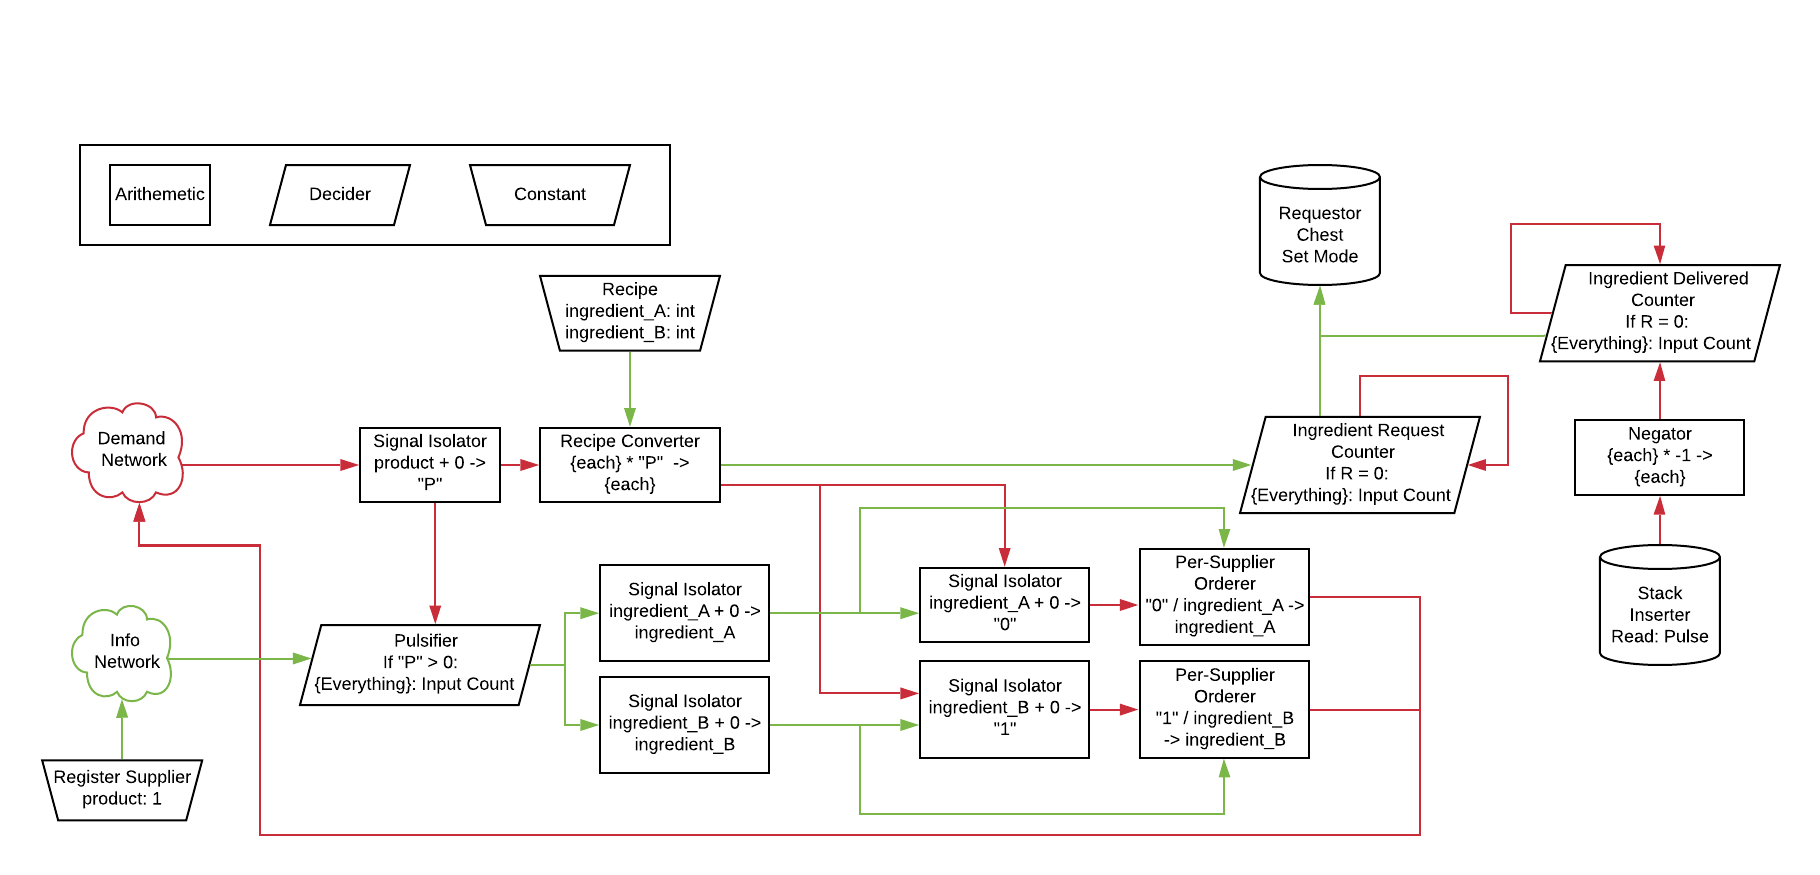 Arithemetic
Decider
Constant
Requestor
Chest
Set Mode
Ingredient Delivered
Counter
If R = 0:
{Everything}: Input Count
Recipe
ingredient_A: int
ingredient_B: int
Demand
Network
Signal Isolator
product + 0 ->
"P"
Recipe Converter
{each} * "P" ->
{each}
Ingredient Request
Counter
If R = 0:
{Everything}: Input Count
Negator
{each} * -1 ->
{each}
Info
Network
Pulsifier
If "P" > 0:
{Everything}: Input Count
Signal Isolator
ingredient_A + 0 ->
ingredient_A
Signal Isolator
ingredient_A + 0 ->
"0"
Per-Supplier
Orderer
"0" / ingredient_A ->
ingredient_A
Stack
Inserter
Read: Pulse
Signal Isolator
ingredient_B + 0 ->
ingredient_B
Signal Isolator
ingredient_B + 0 ->
"1"
Per-Supplier
Orderer
"1" / ingredient_B
-> ingredient_B
Register Supplier
product: 1